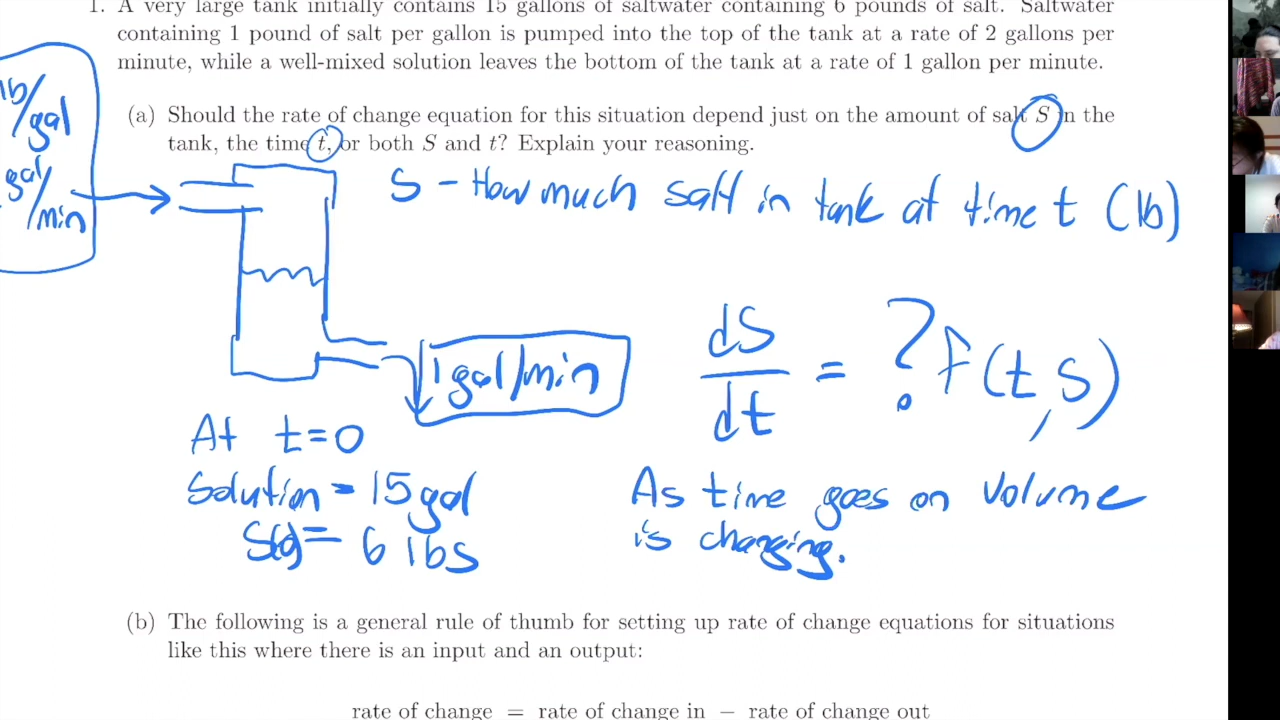 1. A very large tank initially contains 15 gallons of saltwater containing 6 pounds of salt. Saltwater
containing 1 pound of salt per gallon is pumped into the top of the tank at a rate of 2 gallons per
minute, while a well-mixed solution leaves the bottom of the tank at a rate of 1 gallon per minute.
(a) Should the rate of change equation for this situation depend just on the amount of salt S in the
tank, the time t, or both S and t? Explain your reasoning.
lb/gal
gal/min
S - How much salt in tank at time t (lb)
1 gal/min
dS/dt = ? f(t,S)
At t=0
Solution = 15 gal
S(0) = 6 lbs
As time goes on volume
is changing.
(b) The following is a general rule of thumb for setting up rate of change equations for situations
like this where there is an input and an output:
rate of change = rate of change in − rate of change out